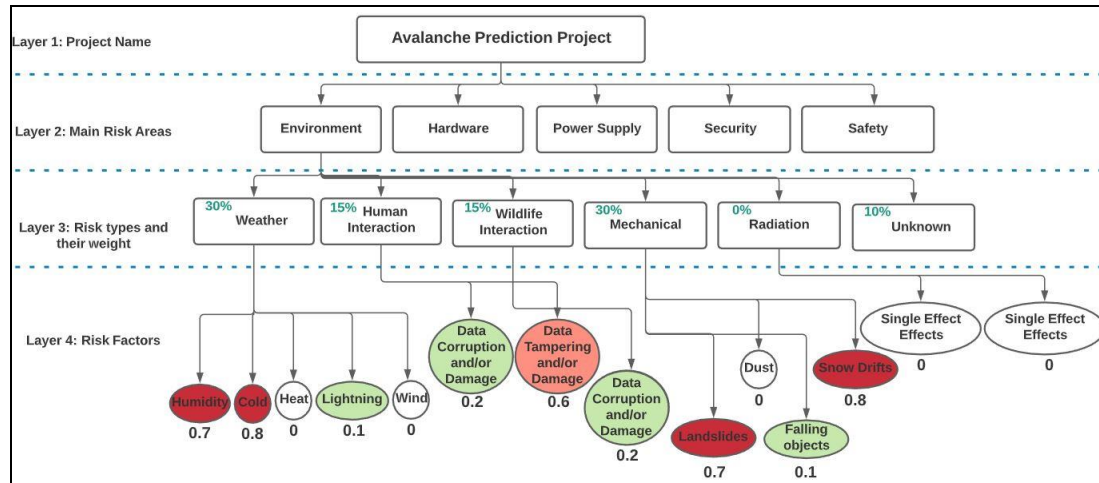 Layer 1: Project Name
Avalanche Prediction Project
Layer 2: Main Risk Areas
Environment
Hardware
Power Supply
Security
Safety
Layer 3: Risk types and
their weight
30%
Weather
15%
Human
Interaction
15%
Wildlife
Interaction
30%
Mechanical
0%
Radiation
10%
Unknown
Layer 4: Risk Factors
Humidity
0.7
Cold
0.8
Heat
0
Lightning
0.1
Wind
0
Data
Corruption
and/or
Damage
0.2
Data
Tampering
and/or
Damage
0.6
Data
Corruption
and/or
Damage
0.2
Landslides
0.7
Dust
0
Falling
objects
0.1
Snow Drifts
0.8
Single Effect
Effects
0
Single Effect
Effects
0